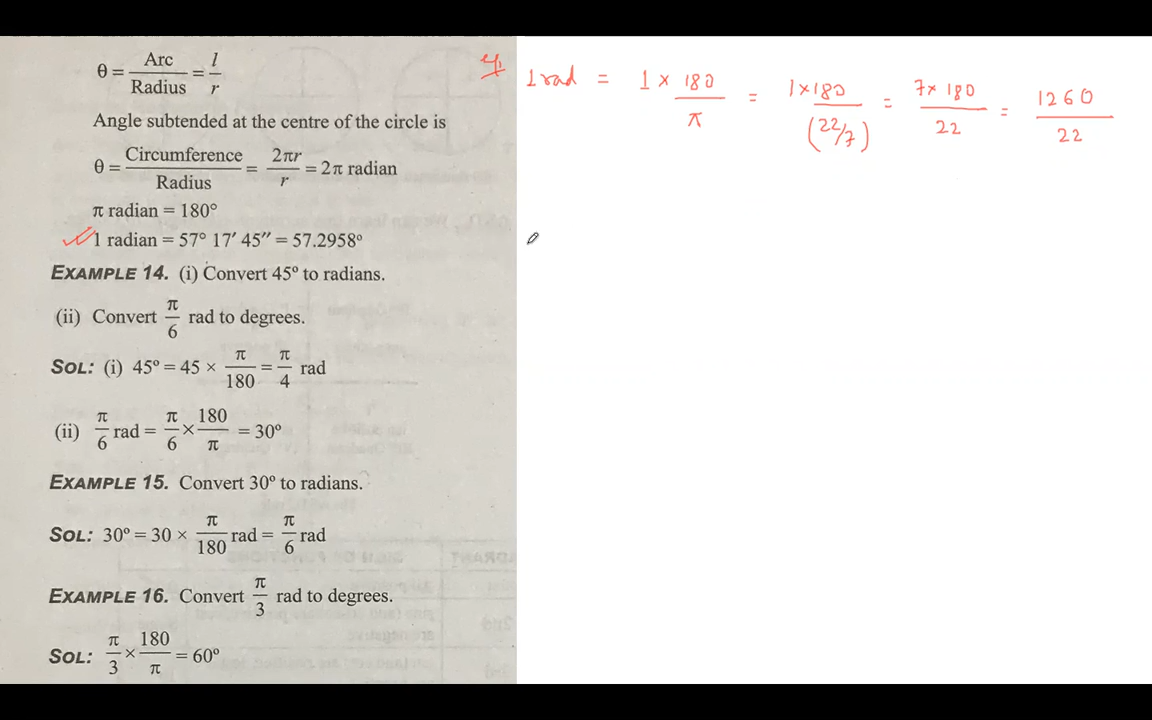 θ = Arc / Radius = l / r
Angle subtended at the centre of the circle is
θ = Circumference / Radius = 2πr / r = 2π radian
π radian = 180°
1 radian = 57° 17′ 45″ = 57.2958°
EXAMPLE 14. (i) Convert 45° to radians.
(ii) Convert π/6 rad to degrees.
SOL: (i) 45° = 45 × π/180 = π/4 rad
(ii) π/6 rad = π/6 × 180/π = 30°
EXAMPLE 15. Convert 30° to radians.
SOL: 30° = 30 × π/180 rad = π/6 rad
EXAMPLE 16. Convert π/3 rad to degrees.
SOL: π/3 × 180/π = 60°
1 rad = 1 × 180 / π = 1 × 180 / (22/7) = 7 × 180 / 22 = 1260 / 22